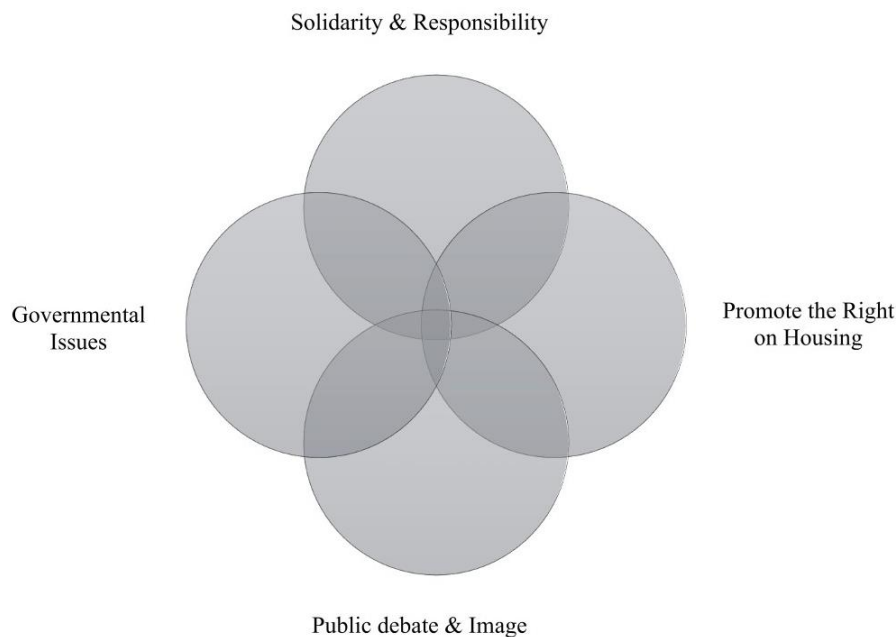 Solidarity & Responsibility
Governmental
Issues
Promote the Right
on Housing
Public debate & Image